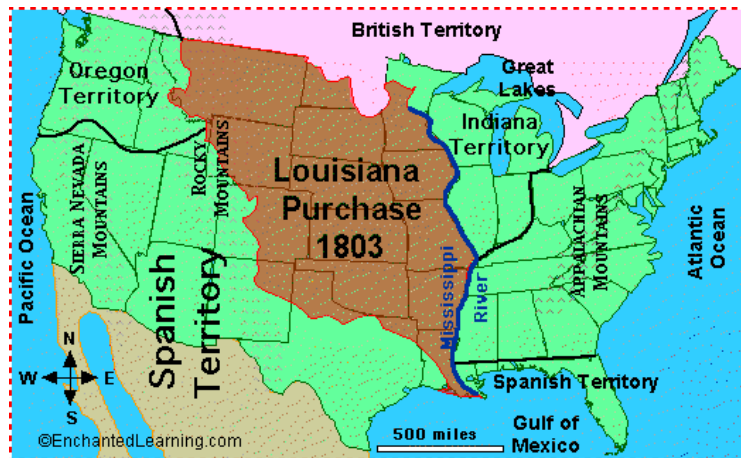 British Territory
Great
Lakes
Oregon
Territory
Indiana
Territory
ROCKY
MOUNTAINS
SIERRA NEVADA
MOUNTAINS
Louisiana
Purchase
1803
APPALACHIAN
MOUNTAINS
Atlantic
Ocean
Pacific Ocean
Spanish
Territory
Mississippi
River
N
W E
S
Spanish Territory
Gulf of
Mexico
500 miles
©EnchantedLearning.com